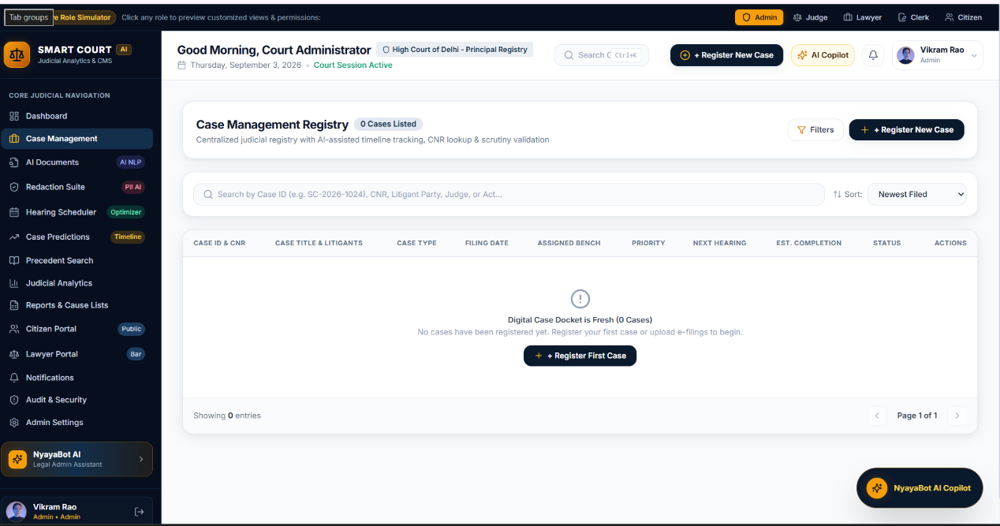 Tab groups
e Role Simulator
Click any role to preview customized views & permissions:
Admin
Judge
Lawyer
Clerk
Citizen
SMART COURT AI
Judicial Analytics & CMS
Good Morning, Court Administrator
High Court of Delhi - Principal Registry
Thursday, September 3, 2026 • Court Session Active
Search C
Ctrl+K
+ Register New Case
AI Copilot
Vikram Rao
Admin
CORE JUDICIAL NAVIGATION
Dashboard
Case Management
AI Documents AI NLP
Redaction Suite PII AI
Hearing Scheduler Optimizer
Case Predictions Timeline
Precedent Search
Judicial Analytics
Reports & Cause Lists
Citizen Portal Public
Lawyer Portal Bar
Notifications
Audit & Security
Admin Settings
NyayaBot AI
Legal Admin Assistant
Vikram Rao
Admin • Admin
Case Management Registry 0 Cases Listed
Centralized judicial registry with AI-assisted timeline tracking, CNR lookup & scrutiny validation
Filters
+ Register New Case
Search by Case ID (e.g. SC-2026-1024), CNR, Litigant Party, Judge, or Act...
Sort: Newest Filed
CASE ID & CNR CASE TITLE & LITIGANTS CASE TYPE FILING DATE ASSIGNED BENCH PRIORITY NEXT HEARING EST. COMPLETION STATUS ACTIONS
Digital Case Docket is Fresh (0 Cases)
No cases have been registered yet. Register your first case or upload e-filings to begin.
+ Register First Case
Showing 0 entries
Page 1 of 1
NyayaBot AI Copilot